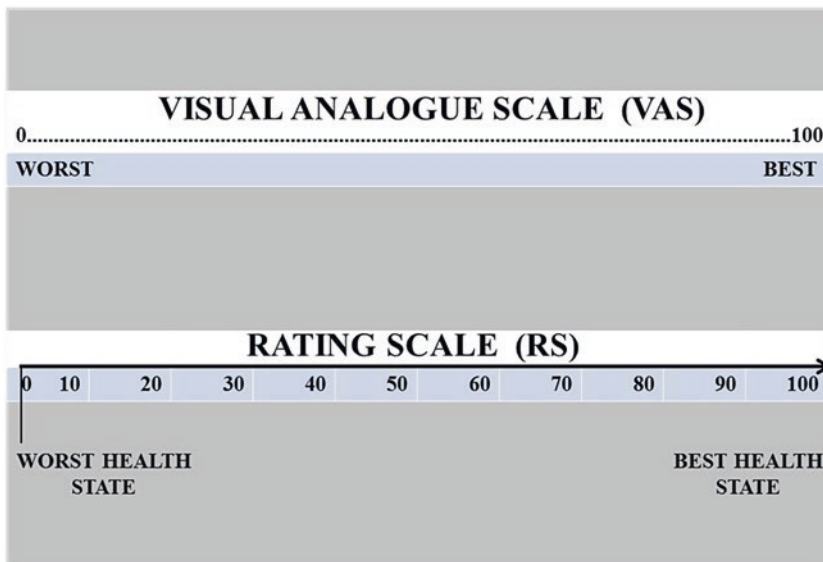 VISUAL ANALOGUE SCALE (VAS)
0..........................................................................................................................100
WORST BEST
RATING SCALE (RS)
0 10 20 30 40 50 60 70 80 90 100
WORST HEALTH BEST HEALTH
STATE STATE